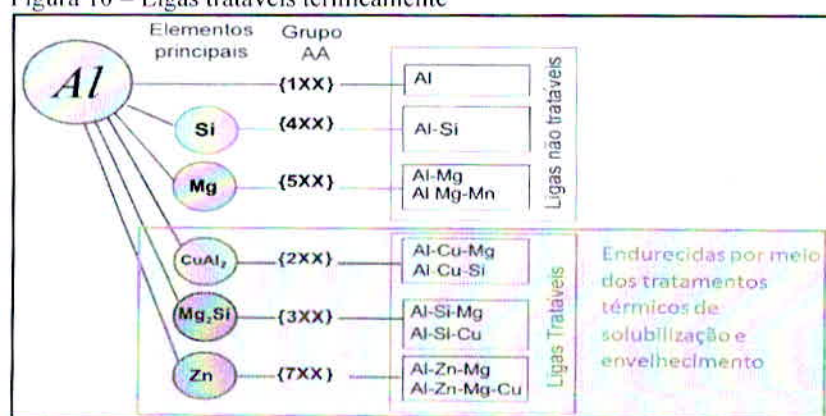 Figura 10 – Ligas tratáveis termicamente
Elementos principais
Grupo AA
Al
{1XX}
Al
Si
{4XX}
Al-Si
Mg
{5XX}
Al-Mg
Al Mg-Mn
Ligas não tratáveis
CuAl₂
{2XX}
Al-Cu-Mg
Al-Cu-Si
Mg₂Si
{3XX}
Al-Si-Mg
Al-Si-Cu
Zn
{7XX}
Al-Zn-Mg
Al-Zn-Mg-Cu
Ligas Tratáveis
Endurecidas por meio
dos tratamentos
térmicos de
solubilização e
envelhecimento